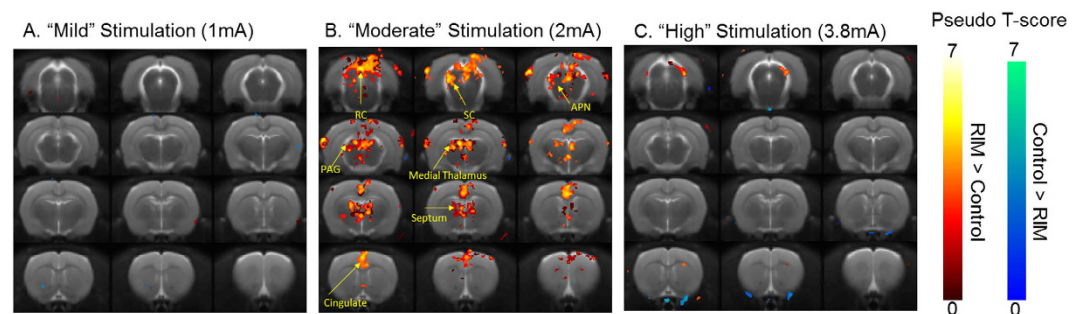 A. “Mild” Stimulation (1mA)
B. “Moderate” Stimulation (2mA)
C. “High” Stimulation (3.8mA)
Pseudo T-score
7
7
RIM > Control
Control > RIM
0
0
RC
SC
APN
PAG
Medial Thalamus
Septum
Cingulate